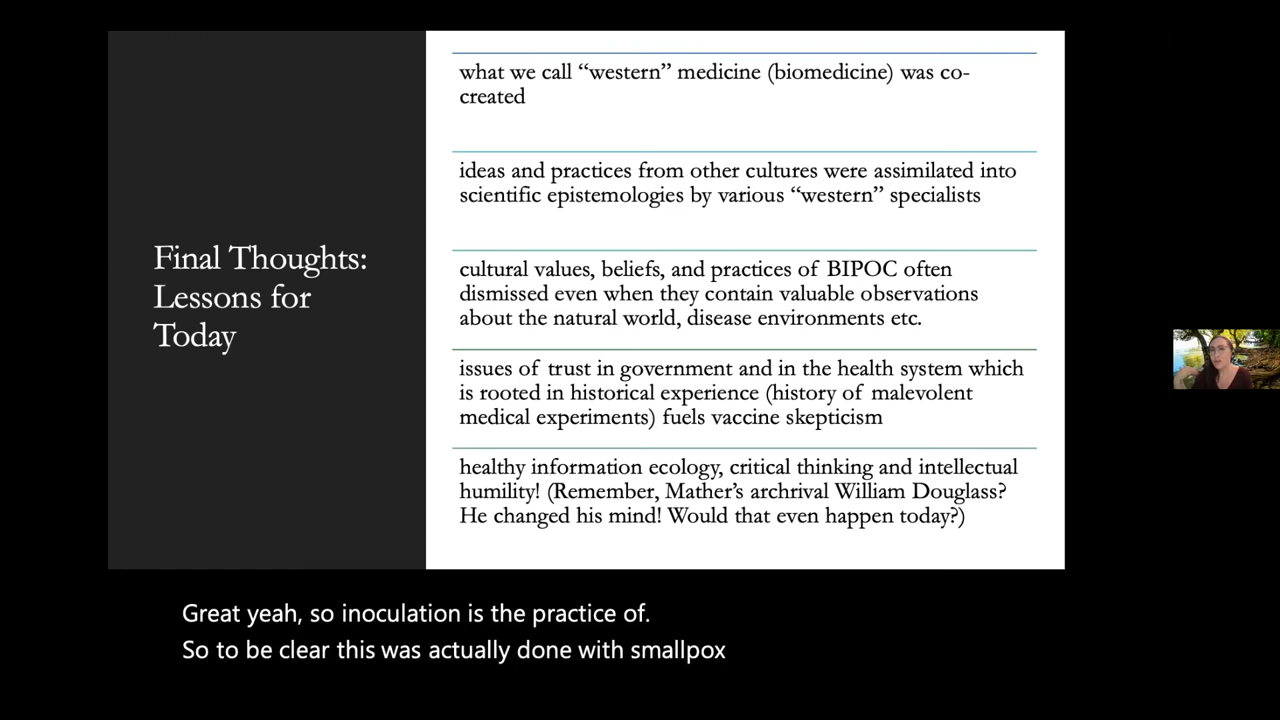 Final Thoughts:
Lessons for
Today
what we call “western” medicine (biomedicine) was co-
created
ideas and practices from other cultures were assimilated into
scientific epistemologies by various “western” specialists
cultural values, beliefs, and practices of BIPOC often
dismissed even when they contain valuable observations
about the natural world, disease environments etc.
issues of trust in government and in the health system which
is rooted in historical experience (history of malevolent
medical experiments) fuels vaccine skepticism
healthy information ecology, critical thinking and intellectual
humility! (Remember, Mather’s archrival William Douglass?
He changed his mind! Would that even happen today?)
Great yeah, so inoculation is the practice of.
So to be clear this was actually done with smallpox